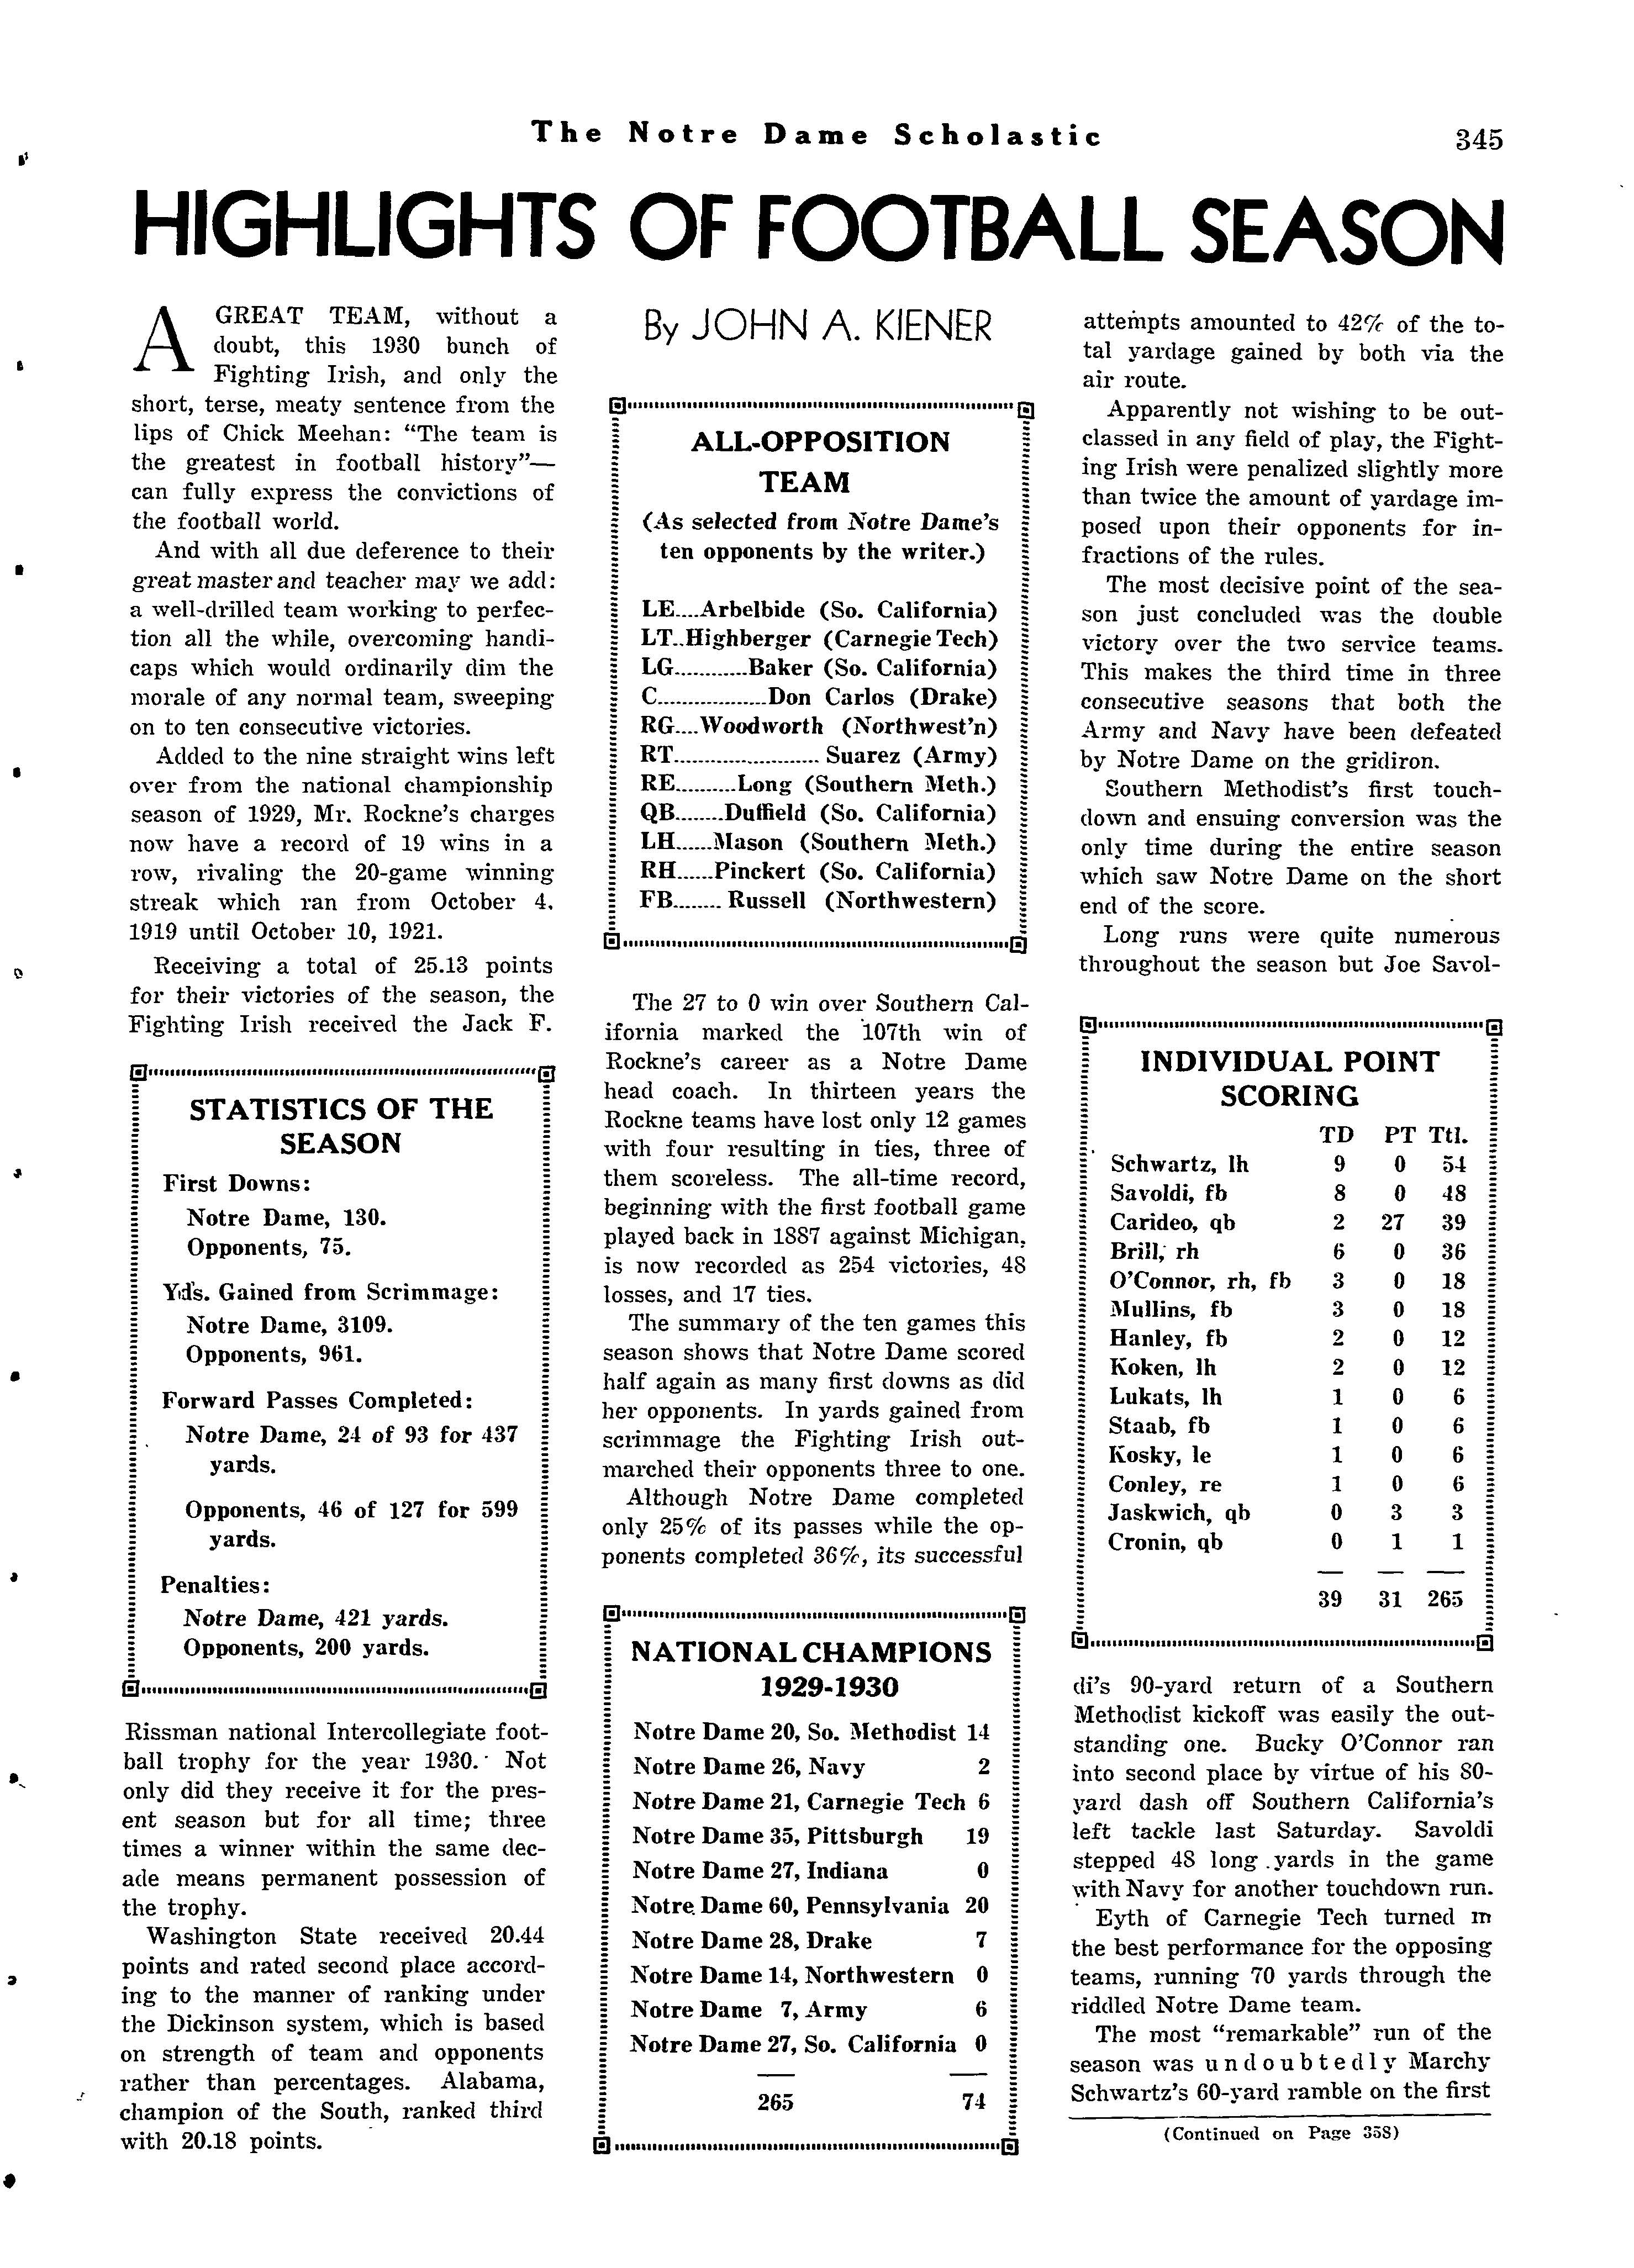 The Notre Dame Scholastic 345
HIGHLIGHTS OF FOOTBALL SEASON
By JOHN A. KIENER
A GREAT TEAM, without a
doubt, this 1930 bunch of
Fighting Irish, and only the
short, terse, meaty sentence from the
lips of Chick Meehan: "The team is
the greatest in football history"—
can fully express the convictions of
the football world.
And with all due deference to their
great master and teacher may we add:
a well-drilled team working to perfec-
tion all the while, overcoming handi-
caps which would ordinarily dim the
morale of any normal team, sweeping
on to ten consecutive victories.
Added to the nine straight wins left
over from the national championship
season of 1929, Mr. Rockne's charges
now have a record of 19 wins in a
row, rivaling the 20-game winning
streak which ran from October 4,
1919 until October 10, 1921.
Receiving a total of 25.13 points
for their victories of the season, the
Fighting Irish received the Jack F.
STATISTICS OF THE
SEASON
First Downs:
Notre Dame, 130.
Opponents, 75.
Yd's. Gained from Scrimmage:
Notre Dame, 3109.
Opponents, 961.
Forward Passes Completed:
Notre Dame, 24 of 93 for 437
yards.
Opponents, 46 of 127 for 599
yards.
Penalties:
Notre Dame, 421 yards.
Opponents, 200 yards.
Rissman national Intercollegiate foot-
ball trophy for the year 1930. Not
only did they receive it for the pres-
ent season but for all time; three
times a winner within the same dec-
ade means permanent possession of
the trophy.
Washington State received 20.44
points and rated second place accord-
ing to the manner of ranking under
the Dickinson system, which is based
on strength of team and opponents
rather than percentages. Alabama,
champion of the South, ranked third
with 20.18 points.
ALL-OPPOSITION
TEAM
(As selected from Notre Dame's
ten opponents by the writer.)
LE....Arbelbide (So. California)
LT..Highberger (Carnegie Tech)
LG............Baker (So. California)
C..................Don Carlos (Drake)
RG....Woodworth (Northwest'n)
RT........................ Suarez (Army)
RE..........Long (Southern Meth.)
QB........Duffield (So. California)
LH......Mason (Southern Meth.)
RH......Pinckert (So. California)
FB........ Russell (Northwestern)
The 27 to 0 win over Southern Cal-
ifornia marked the 107th win of
Rockne's career as a Notre Dame
head coach. In thirteen years the
Rockne teams have lost only 12 games
with four resulting in ties, three of
them scoreless. The all-time record,
beginning with the first football game
played back in 1887 against Michigan,
is now recorded as 254 victories, 48
losses, and 17 ties.
The summary of the ten games this
season shows that Notre Dame scored
half again as many first downs as did
her opponents. In yards gained from
scrimmage the Fighting Irish out-
marched their opponents three to one.
Although Notre Dame completed
only 25% of its passes while the op-
ponents completed 36%, its successful
NATIONAL CHAMPIONS
1929-1930
Notre Dame 20, So. Methodist 14
Notre Dame 26, Navy 2
Notre Dame 21, Carnegie Tech 6
Notre Dame 35, Pittsburgh 19
Notre Dame 27, Indiana 0
Notre Dame 60, Pennsylvania 20
Notre Dame 28, Drake 7
Notre Dame 14, Northwestern 0
Notre Dame 7, Army 6
Notre Dame 27, So. California 0
265 74
attempts amounted to 42% of the to-
tal yardage gained by both via the
air route.
Apparently not wishing to be out-
classed in any field of play, the Fight-
ing Irish were penalized slightly more
than twice the amount of yardage im-
posed upon their opponents for in-
fractions of the rules.
The most decisive point of the sea-
son just concluded was the double
victory over the two service teams.
This makes the third time in three
consecutive seasons that both the
Army and Navy have been defeated
by Notre Dame on the gridiron.
Southern Methodist's first touch-
down and ensuing conversion was the
only time during the entire season
which saw Notre Dame on the short
end of the score.
Long runs were quite numerous
throughout the season but Joe Savol-
INDIVIDUAL POINT
SCORING
TD PT Ttl.
Schwartz, lh 9 0 54
Savoldi, fb 8 0 48
Carideo, qb 2 27 39
Brill, rh 6 0 36
O'Connor, rh, fb 3 0 18
Mullins, fb 3 0 18
Hanley, fb 2 0 12
Koken, lh 2 0 12
Lukats, lh 1 0 6
Staab, fb 1 0 6
Kosky, le 1 0 6
Conley, re 1 0 6
Jaskwich, qb 0 3 3
Cronin, qb 0 1 1
39 31 265
di's 90-yard return of a Southern
Methodist kickoff was easily the out-
standing one. Bucky O'Connor ran
into second place by virtue of his 80-
yard dash off Southern California's
left tackle last Saturday. Savoldi
stepped 48 long yards in the game
with Navy for another touchdown run.
Eyth of Carnegie Tech turned in
the best performance for the opposing
teams, running 70 yards through the
riddled Notre Dame team.
The most "remarkable" run of the
season was undoubtedly Marchy
Schwartz's 60-yard ramble on the first
(Continued on Page 358)